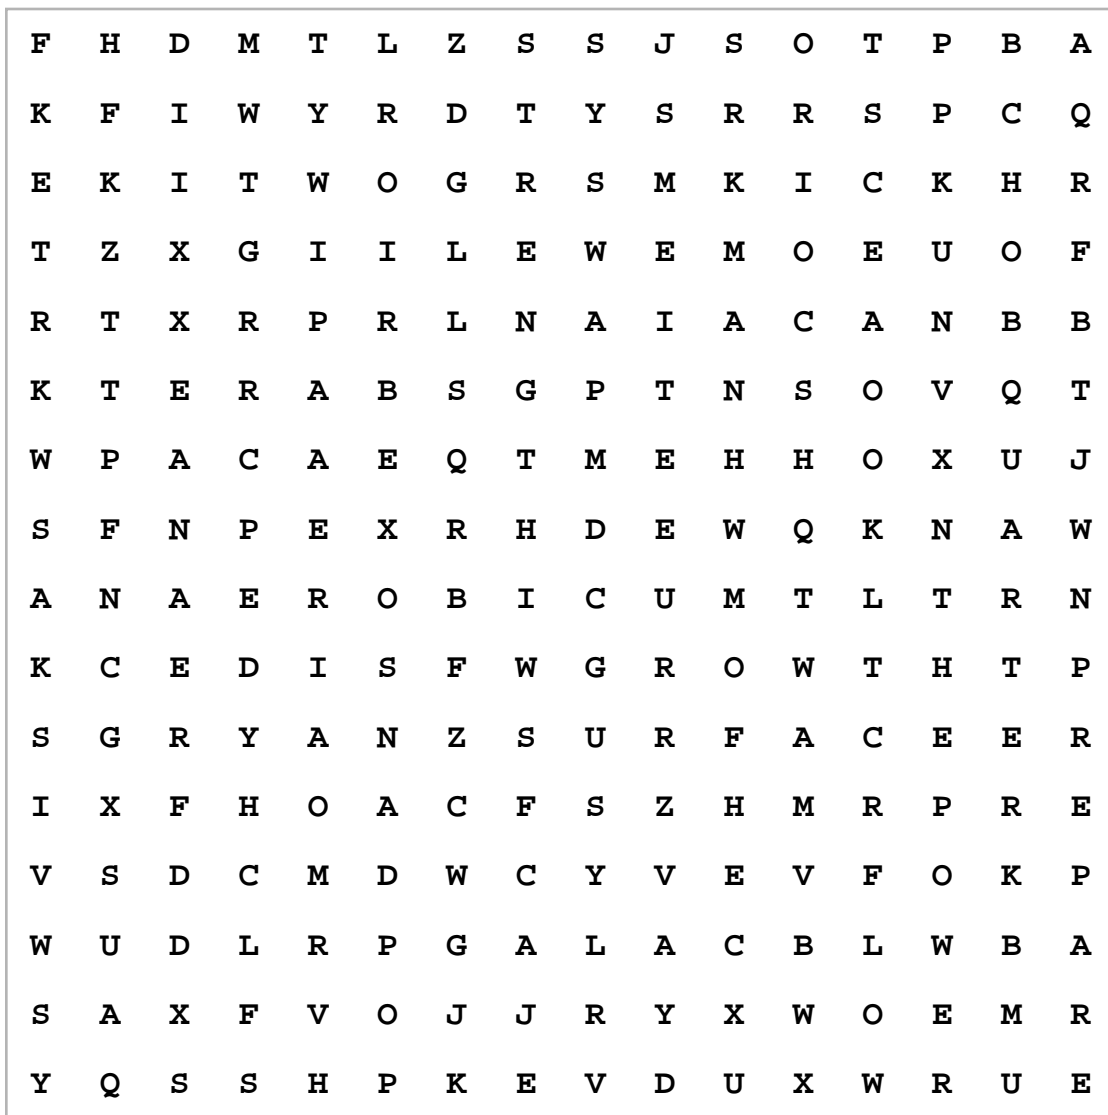 F H D M T L Z S S J S O T P B A
K F I W Y R D T Y S R R S P C Q
E K I T W O G R S M K I C K H R
T Z X G I I L E W E M O E U O F
R T X R P R L N A I A C A N B B
K T E R A B S G P T N S O V Q T
W P A C A E Q T M E H H O X U J
S F N P E X R H D E W Q K N A W
A N A E R O B I C U M T L T R N
K C E D I S F W G R O W T H T P
S G R Y A N Z S U R F A C E E R
I X F H O A C F S Z H M R P R E
V S D C M D W C Y V E V F O K P
W U D L R P G A L A C B L W B A
S A X F V O J J R Y X W O E M R
Y Q S S H P K E V D U X W R U E